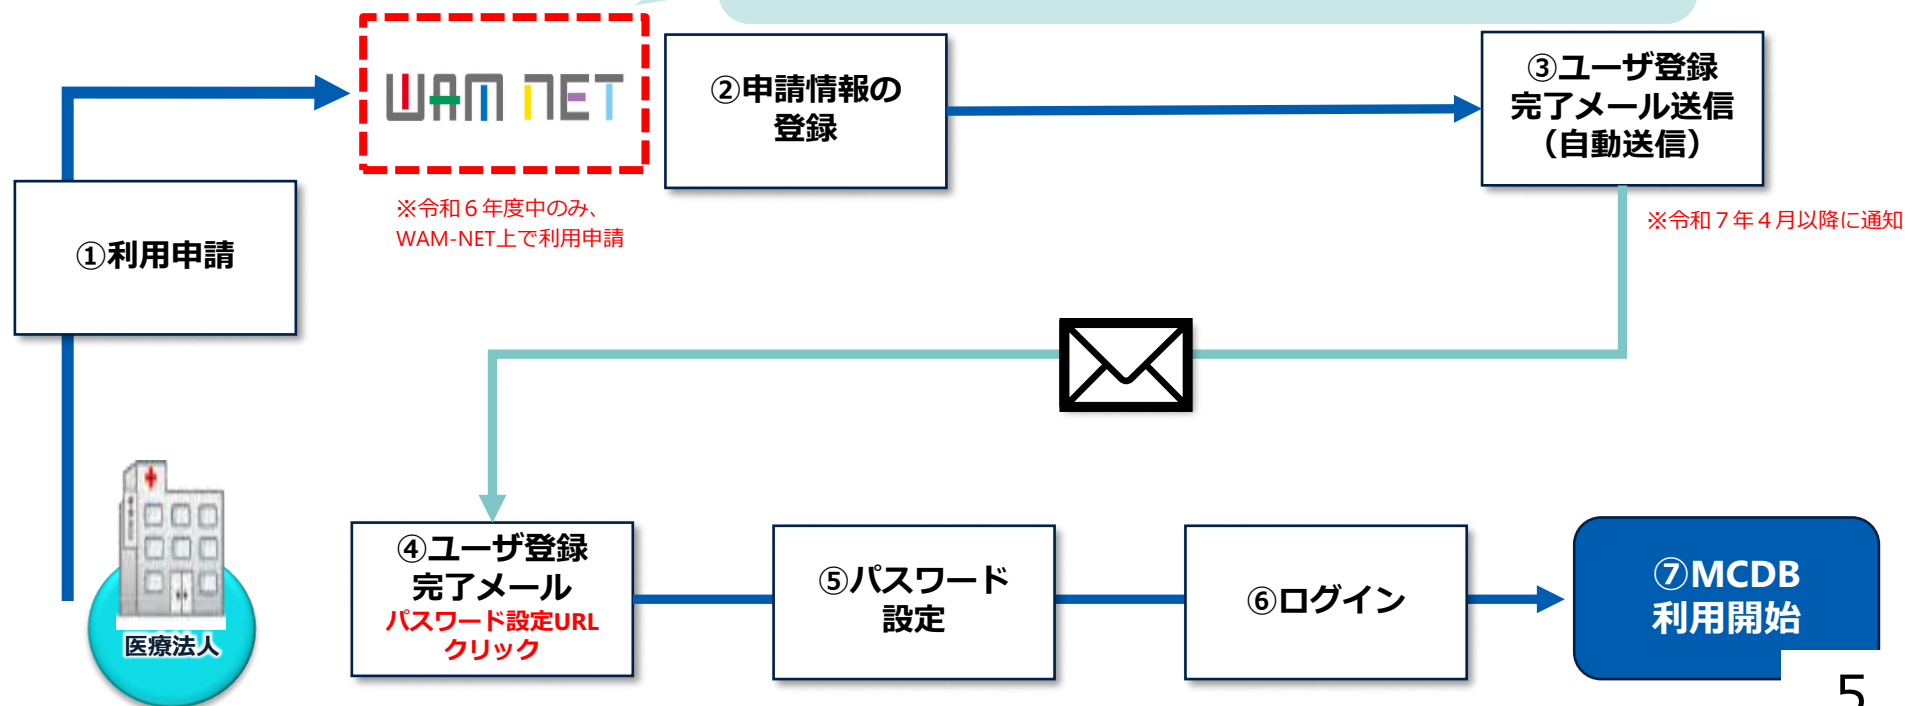 WAM NET
②申請情報の
登録
③ユーザ登録
完了メール送信
（自動送信）
※令和６年度中のみ、
WAM-NET上で利用申請
※令和７年４月以降に通知
①利用申請
医療法人
④ユーザ登録
完了メール
パスワード設定URL
クリック
⑤パスワード
設定
⑥ログイン
⑦MCDB
利用開始
5